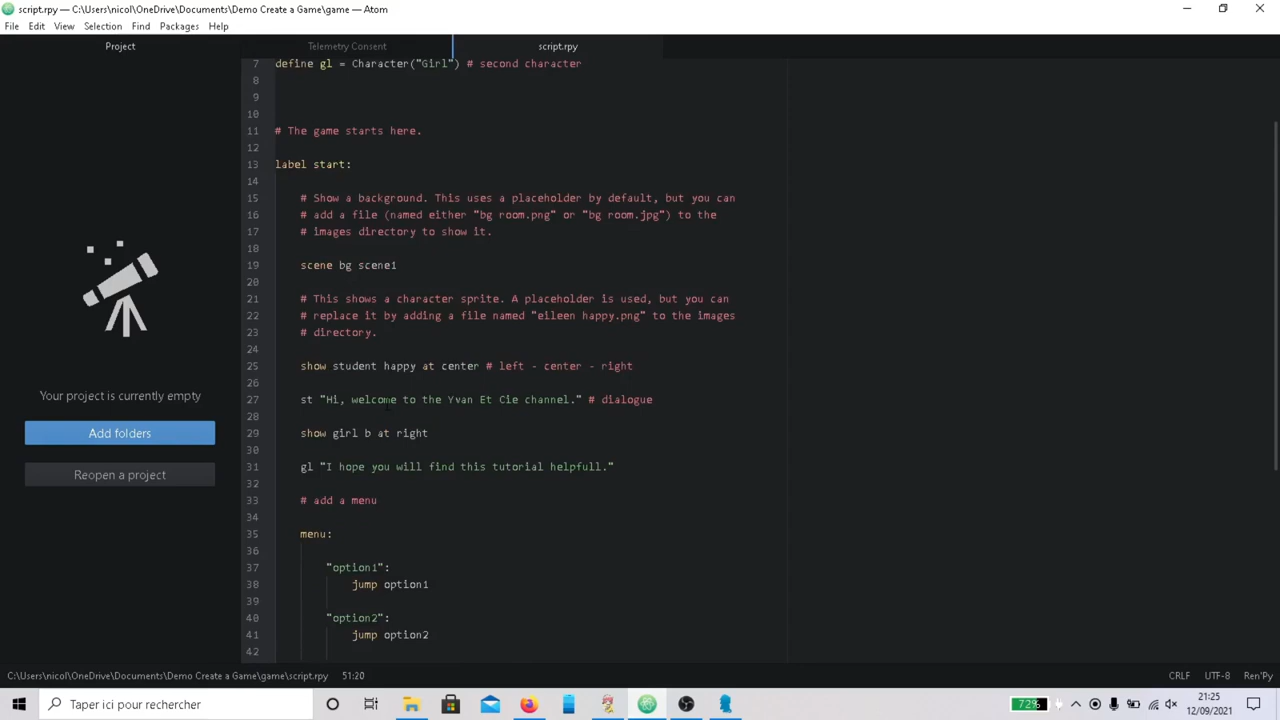 script.rpy — C:\Users\nicol\OneDrive\Documents\Demo Create a Game\game — Atom
File Edit View Selection Find Packages Help
Project
Telemetry Consent
script.rpy
7 define gl = Character("Girl") # second character
8
9
10
11 # The game starts here.
12
13 label start:
14
15 # Show a background. This uses a placeholder by default, but you can
16 # add a file (named either "bg room.png" or "bg room.jpg") to the
17 # images directory to show it.
18
19 scene bg scene1
20
21 # This shows a character sprite. A placeholder is used, but you can
22 # replace it by adding a file named "eileen happy.png" to the images
23 # directory.
24
25 show student happy at center # left - center - right
26
27 st "Hi, welcome to the Yvan Et Cie channel." # dialogue
28
29 show girl b at right
30
31 gl "I hope you will find this tutorial helpfull."
32
33 # add a menu
34
35 menu:
36
37 "option1":
38 jump option1
39
40 "option2":
41 jump option2
42
Your project is currently empty
Add folders
Reopen a project
C:\Users\nicol\OneDrive\Documents\Demo Create a Game\game\script.rpy 51:20
CRLF UTF-8 Ren'Py
Taper ici pour rechercher
72%
21:25
12/09/2021